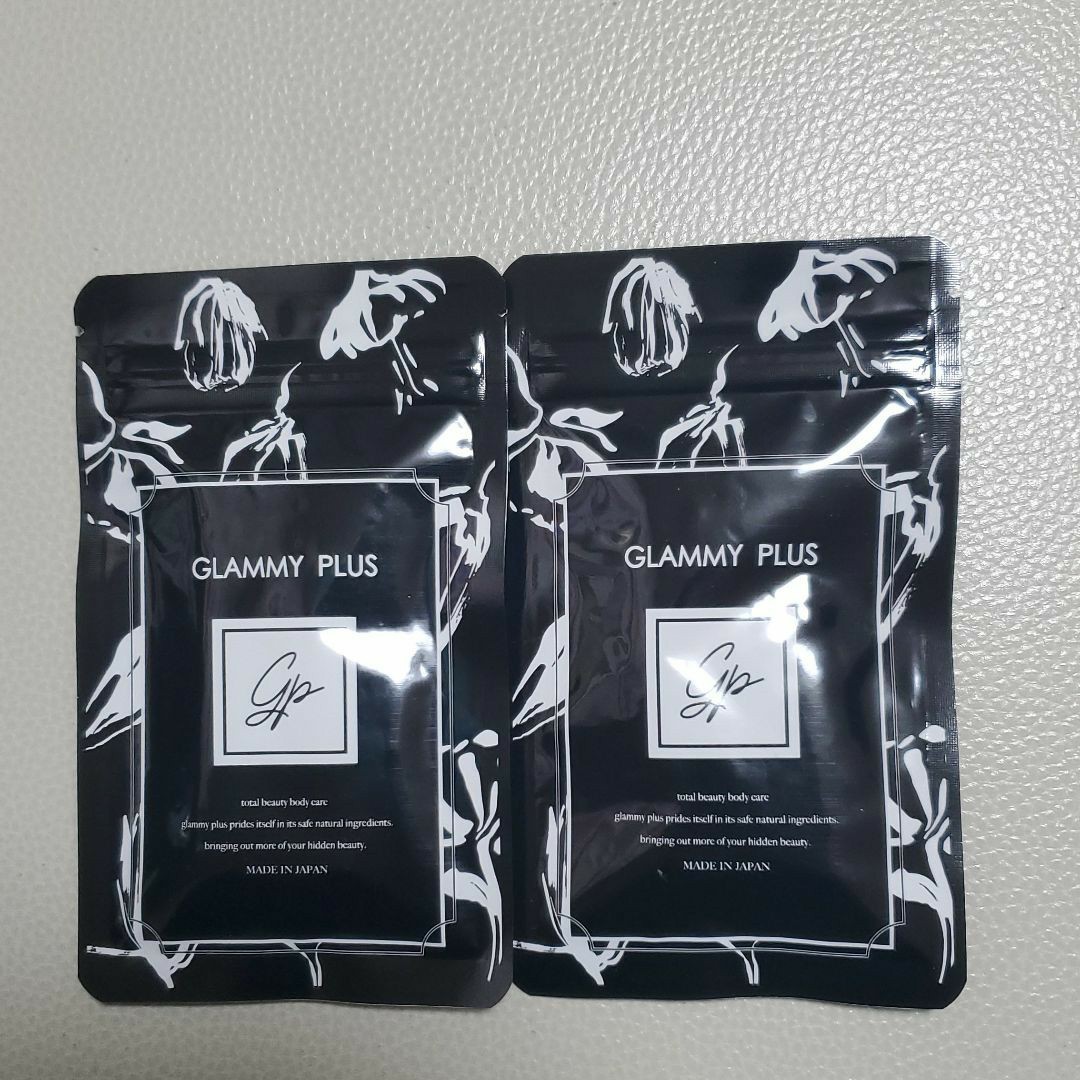 GLAMMY PLUS
Gp
total beauty body care
glammy plus prides itself in its safe natural ingredients.
bringing out more of your hidden beauty.
MADE IN JAPAN
GLAMMY PLUS
Gp
total beauty body care
glammy plus prides itself in its safe natural ingredients.
bringing out more of your hidden beauty.
MADE IN JAPAN